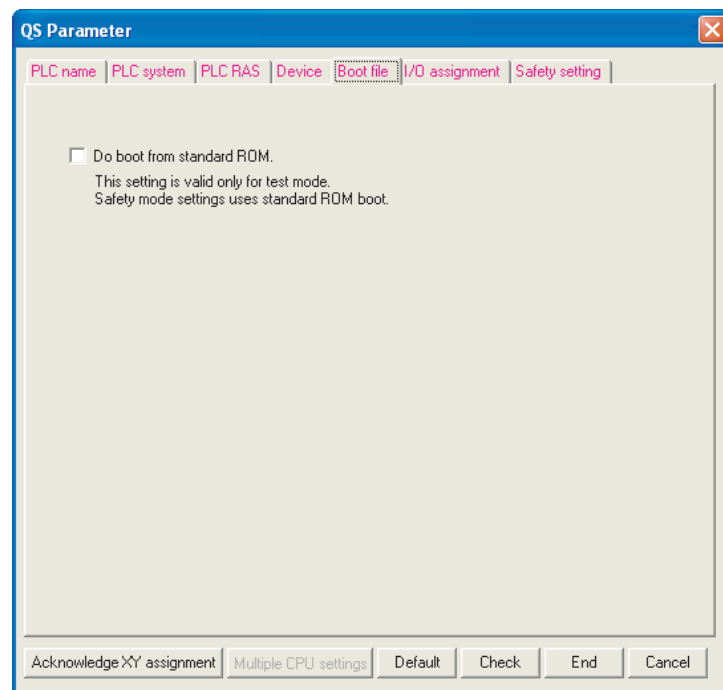 QS Parameter
PLC name PLC system PLC RAS Device Boot file I/O assignment Safety setting
Do boot from standard ROM.
This setting is valid only for test mode.
Safety mode settings uses standard ROM boot.
Acknowledge XY assignment Multiple CPU settings Default Check End Cancel